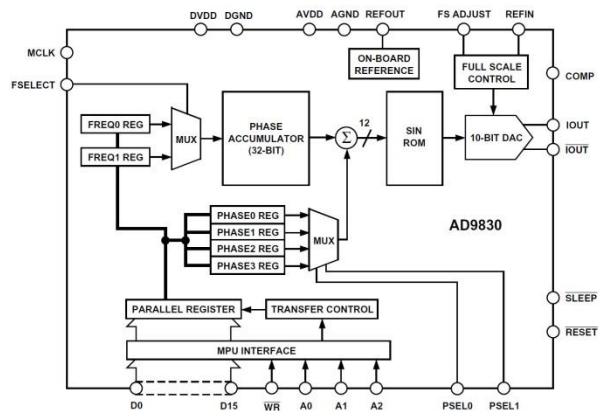 DVDD DGND AVDD AGND REFOUT FS ADJUST REFIN
MCLK
ON-BOARD
REFERENCE
FULL SCALE
CONTROL
COMP
FSELECT
FREQ0 REG
FREQ1 REG
MUX
PHASE
ACCUMULATOR
(32-BIT)
Σ
12
SIN
ROM
10-BIT DAC
IOUT
IOUT
PHASE0 REG
PHASE1 REG
PHASE2 REG
PHASE3 REG
MUX
AD9830
PARALLEL REGISTER
TRANSFER CONTROL
SLEEP
RESET
MPU INTERFACE
D0 D15 WR A0 A1 A2 PSEL0 PSEL1